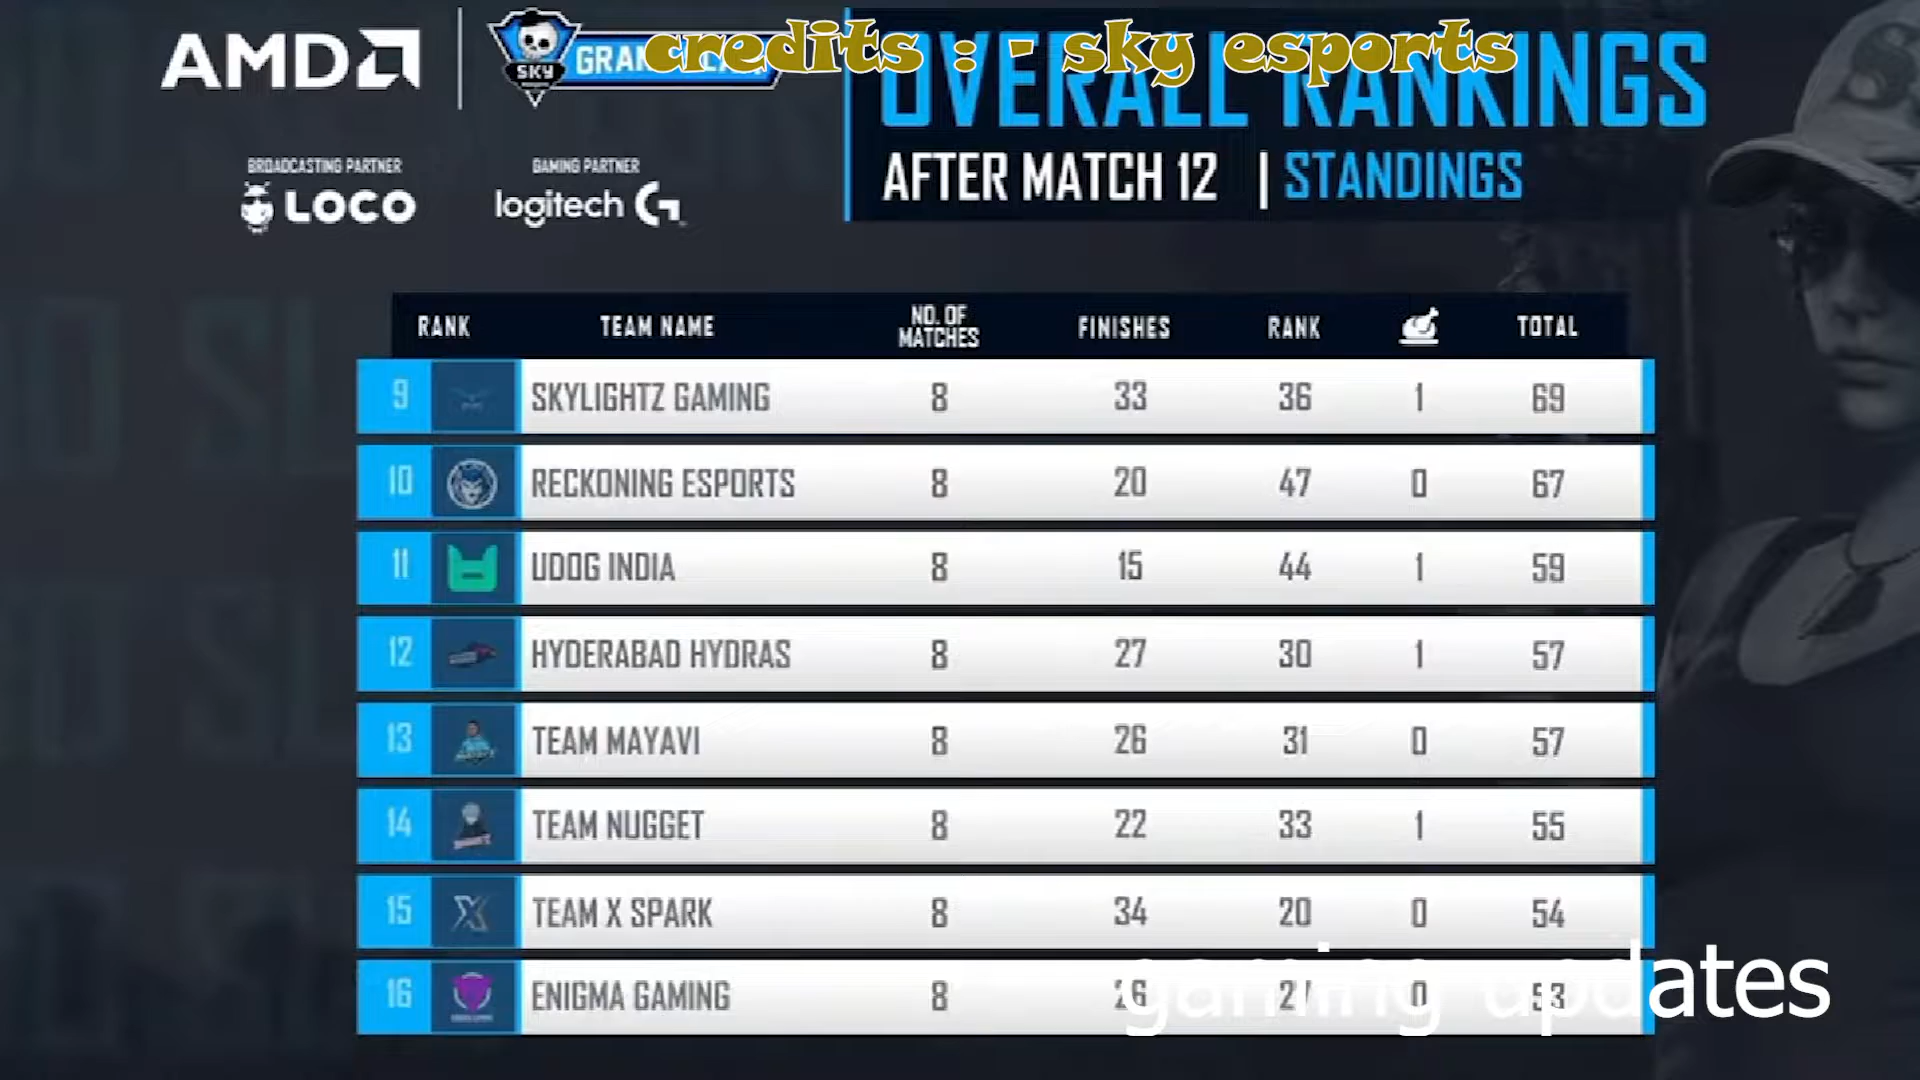 AMD
SKY
credits : - sky esports
OVERALL RANKINGS
AFTER MATCH 12 | STANDINGS
BROADCASTING PARTNER
LOCO
GAMING PARTNER
logitech G
RANK TEAM NAME NO. OF MATCHES FINISHES RANK TOTAL
9 SKYLIGHTZ GAMING 8 33 36 1 69
10 RECKONING ESPORTS 8 20 47 0 67
11 UDOG INDIA 8 15 44 1 59
12 HYDERABAD HYDRAS 8 27 30 1 57
13 TEAM MAYAVI 8 26 31 0 57
14 TEAM NUGGET 8 22 33 1 55
15 TEAM X SPARK 8 34 20 0 54
16 ENIGMA GAMING 8 26 27 0 53
gaming updates